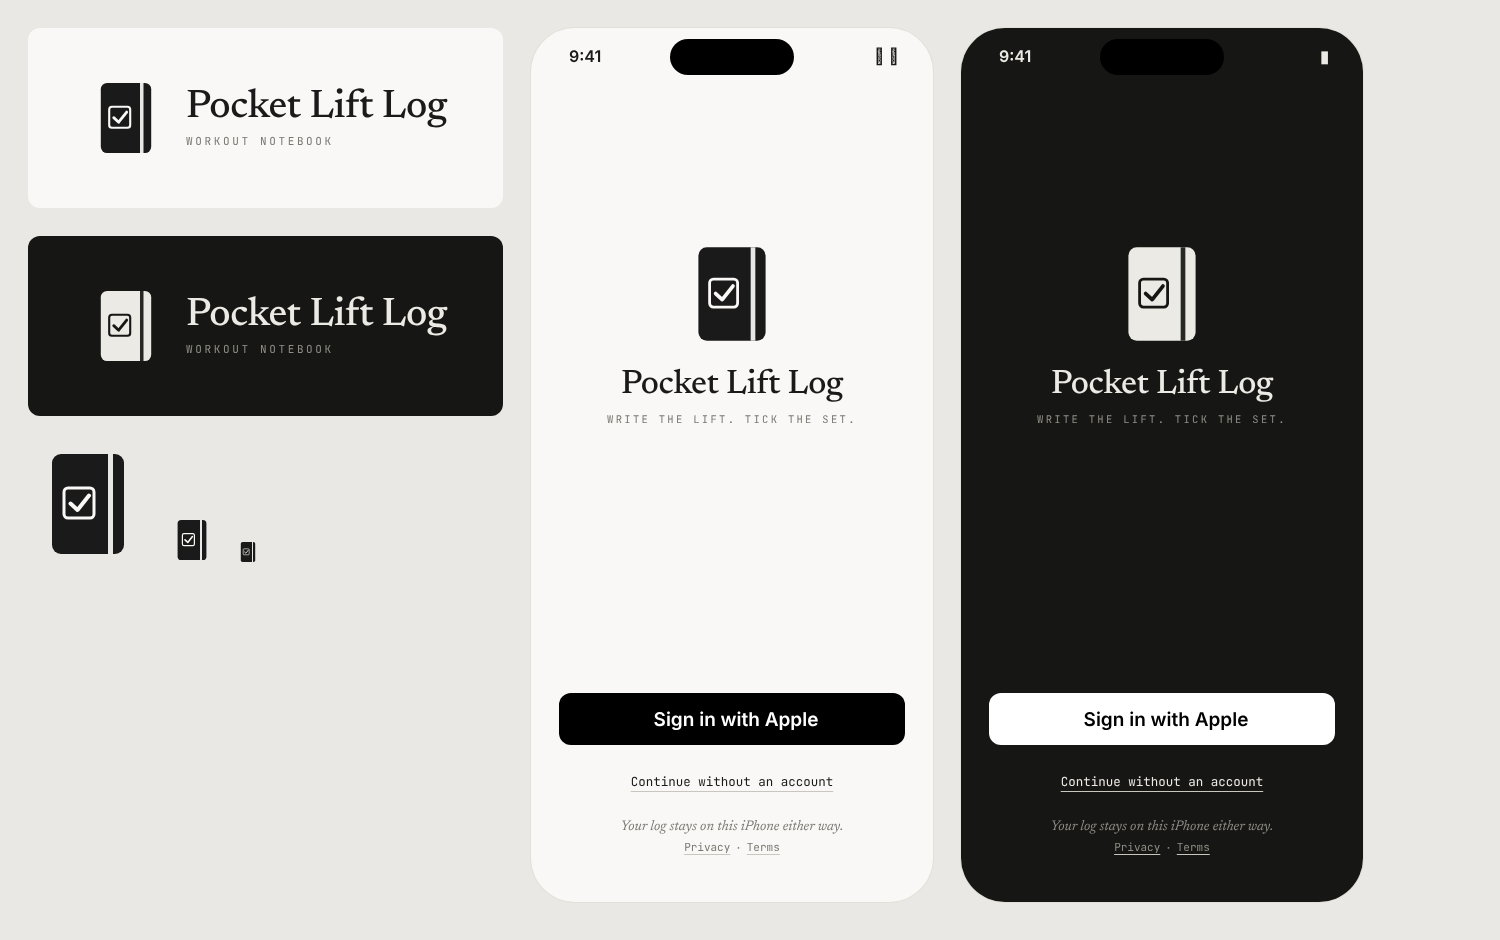 Pocket Lift Log
WORKOUT NOTEBOOK
Pocket Lift Log
WORKOUT NOTEBOOK
9:41
Pocket Lift Log
WRITE THE LIFT. TICK THE SET.
Sign in with Apple
Continue without an account
Your log stays on this iPhone either way.
Privacy · Terms
9:41
Pocket Lift Log
WRITE THE LIFT. TICK THE SET.
Sign in with Apple
Continue without an account
Your log stays on this iPhone either way.
Privacy · Terms